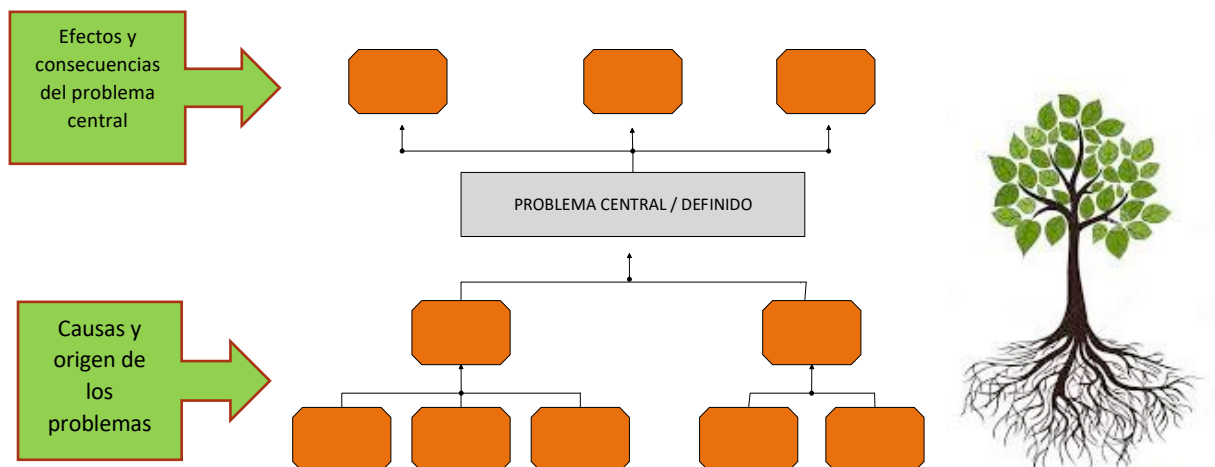 Efectos y
consecuencias
del problema
central
PROBLEMA CENTRAL / DEFINIDO
Causas y
origen de
los
problemas